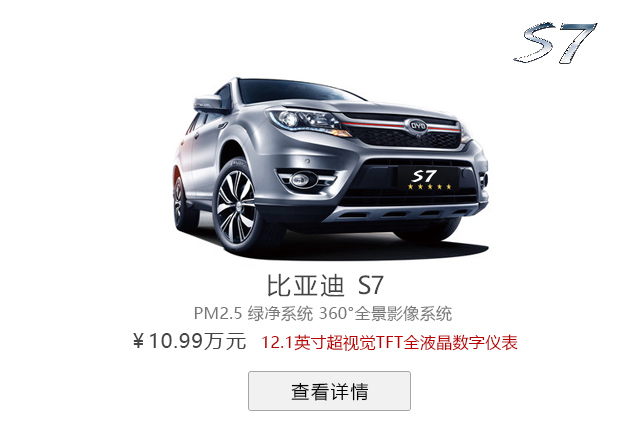 S7
BYD
S7
比亚迪 S7
PM2.5 绿净系统 360°全景影像系统
¥10.99万元 12.1英寸超视觉TFT全液晶数字仪表
查看详情